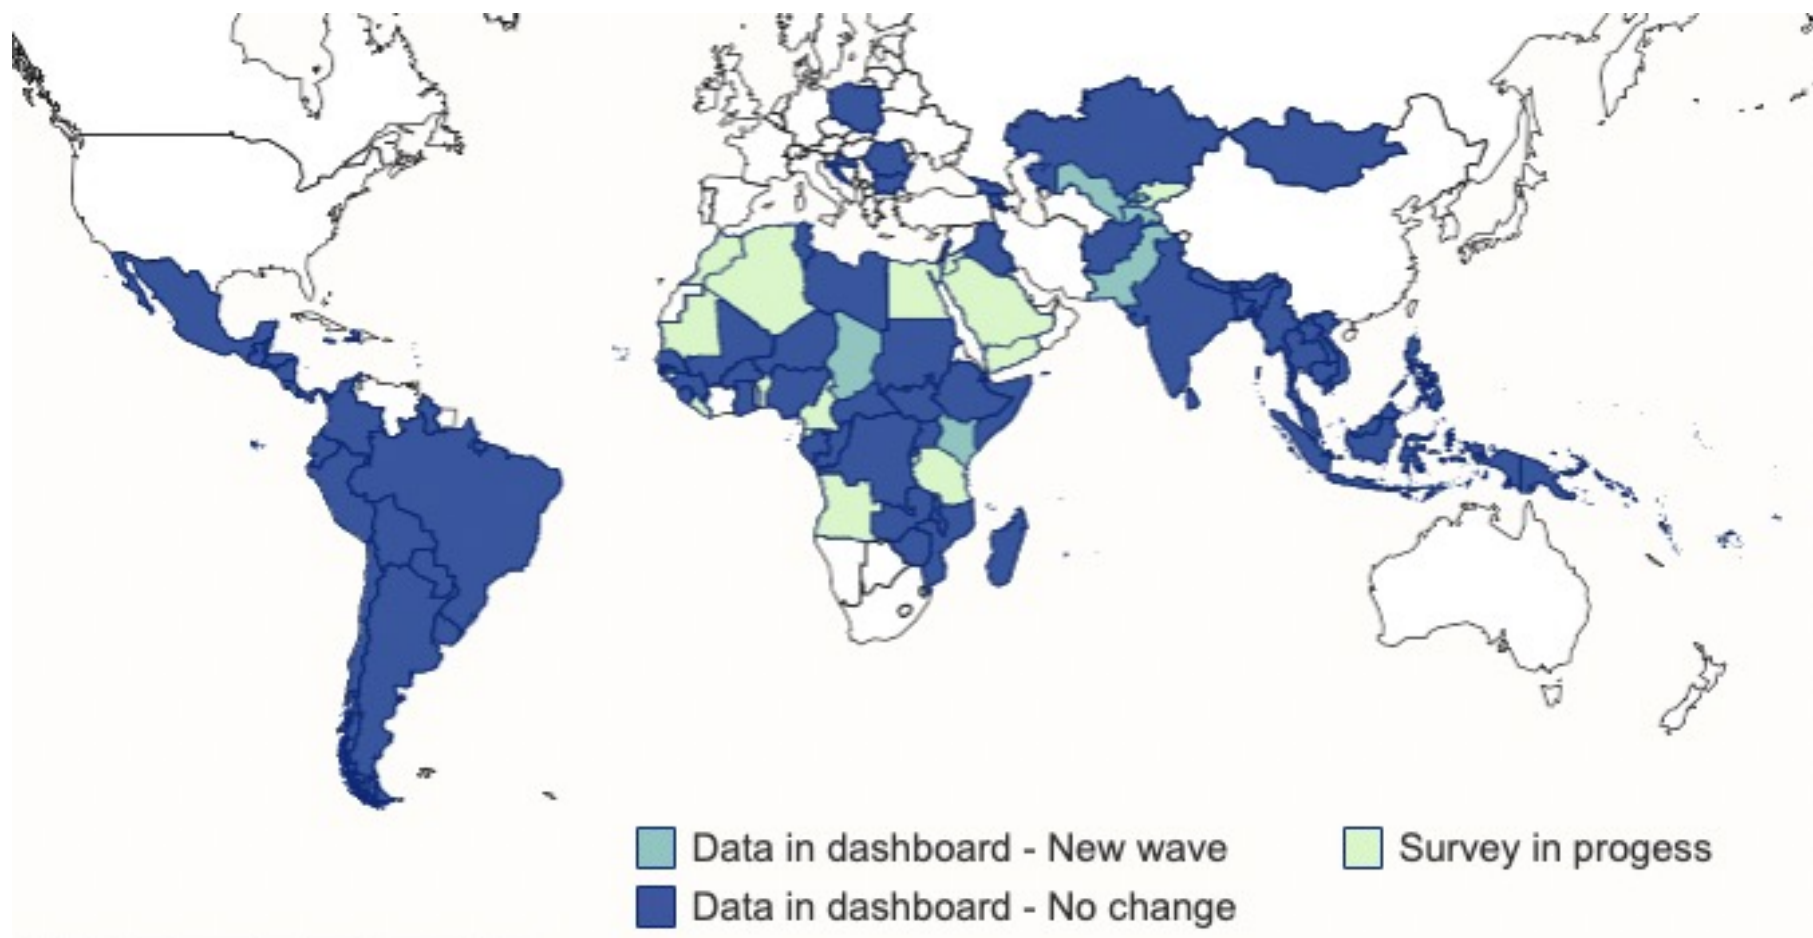 Data in dashboard - New wave
Survey in progess
Data in dashboard - No change